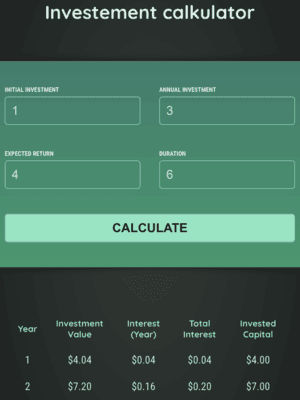 Investement calkulator
INITIAL INVESTMENT ANNUAL INVESTMENT
1 3
EXPECTED RETURN DURATION
4 6
CALCULATE
Year Investment Value Interest (Year) Total Interest Invested Capital
1 $4.04 $0.04 $0.04 $4.00
2 $7.20 $0.16 $0.20 $7.00